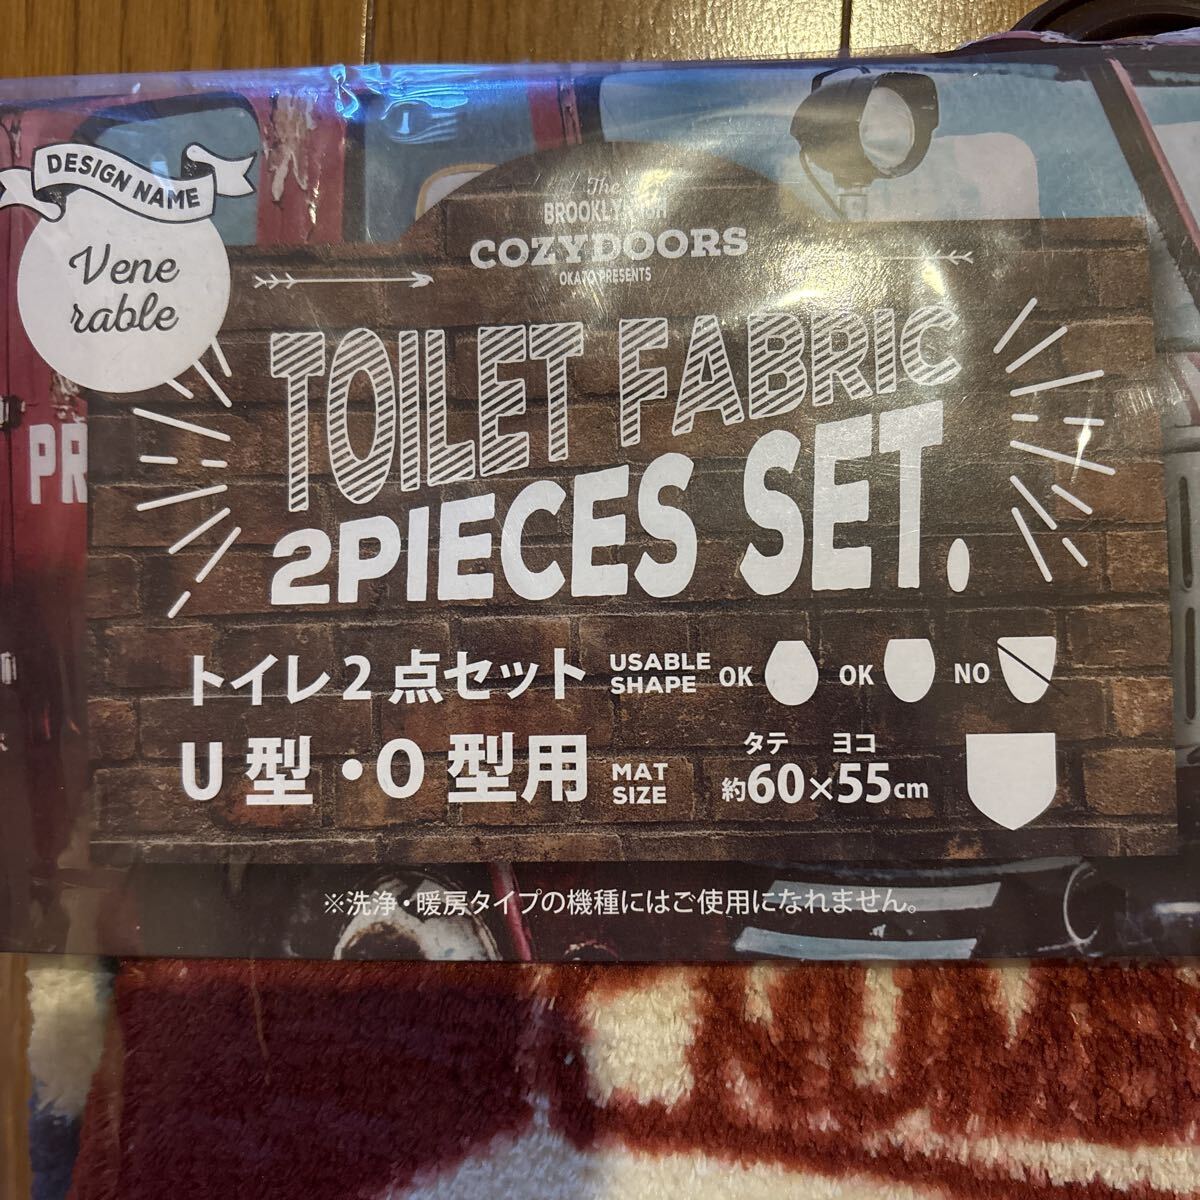 DESIGN NAME
Vene
rable
The
COZYDOORS
OKATO PRESENTS
TOILET FABRIC
2PIECES SET.
トイレ2点セット
USABLE
SHAPE
OK
OK
NO
U型・O型用
MAT
SIZE
タテ ヨコ
約60×55cm
※洗浄・暖房タイプの機種にはご使用になれません。
PR